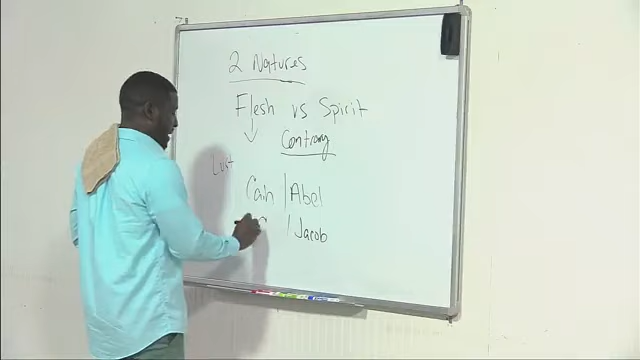 2 Natures
Flesh vs Spirit
Contrary
Lust
Cain | Abel
| Jacob